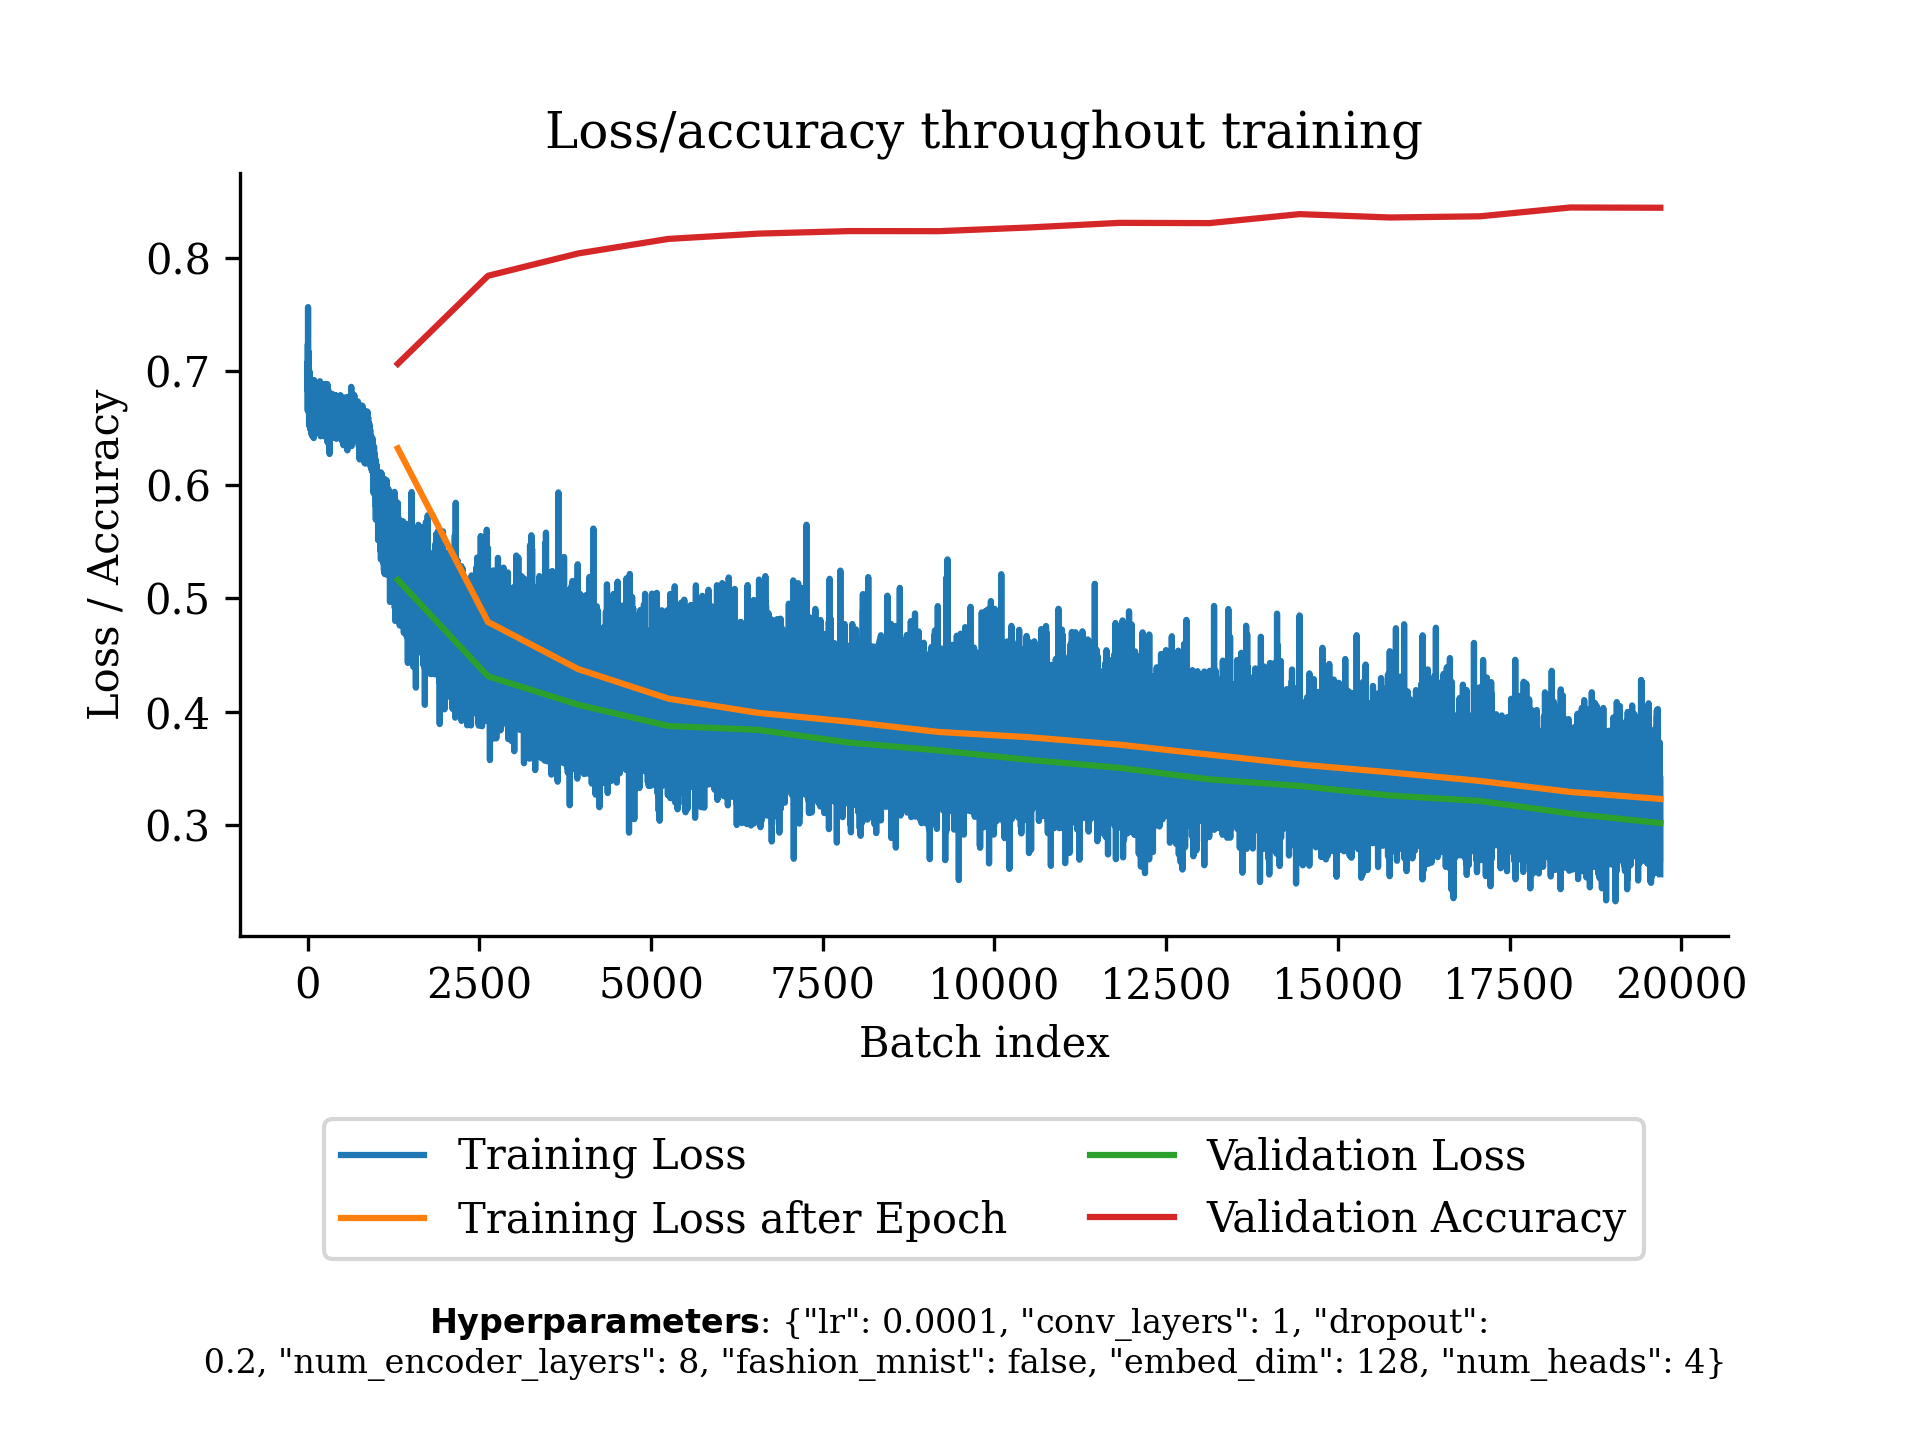 Loss/accuracy throughout training
Loss / Accuracy
0.8
0.7
0.6
0.5
0.4
0.3
0 2500 5000 7500 10000 12500 15000 17500 20000
Batch index
Training Loss
Training Loss after Epoch
Validation Loss
Validation Accuracy
Hyperparameters: {"lr": 0.0001, "conv_layers": 1, "dropout":
0.2, "num_encoder_layers": 8, "fashion_mnist": false, "embed_dim": 128, "num_heads": 4}